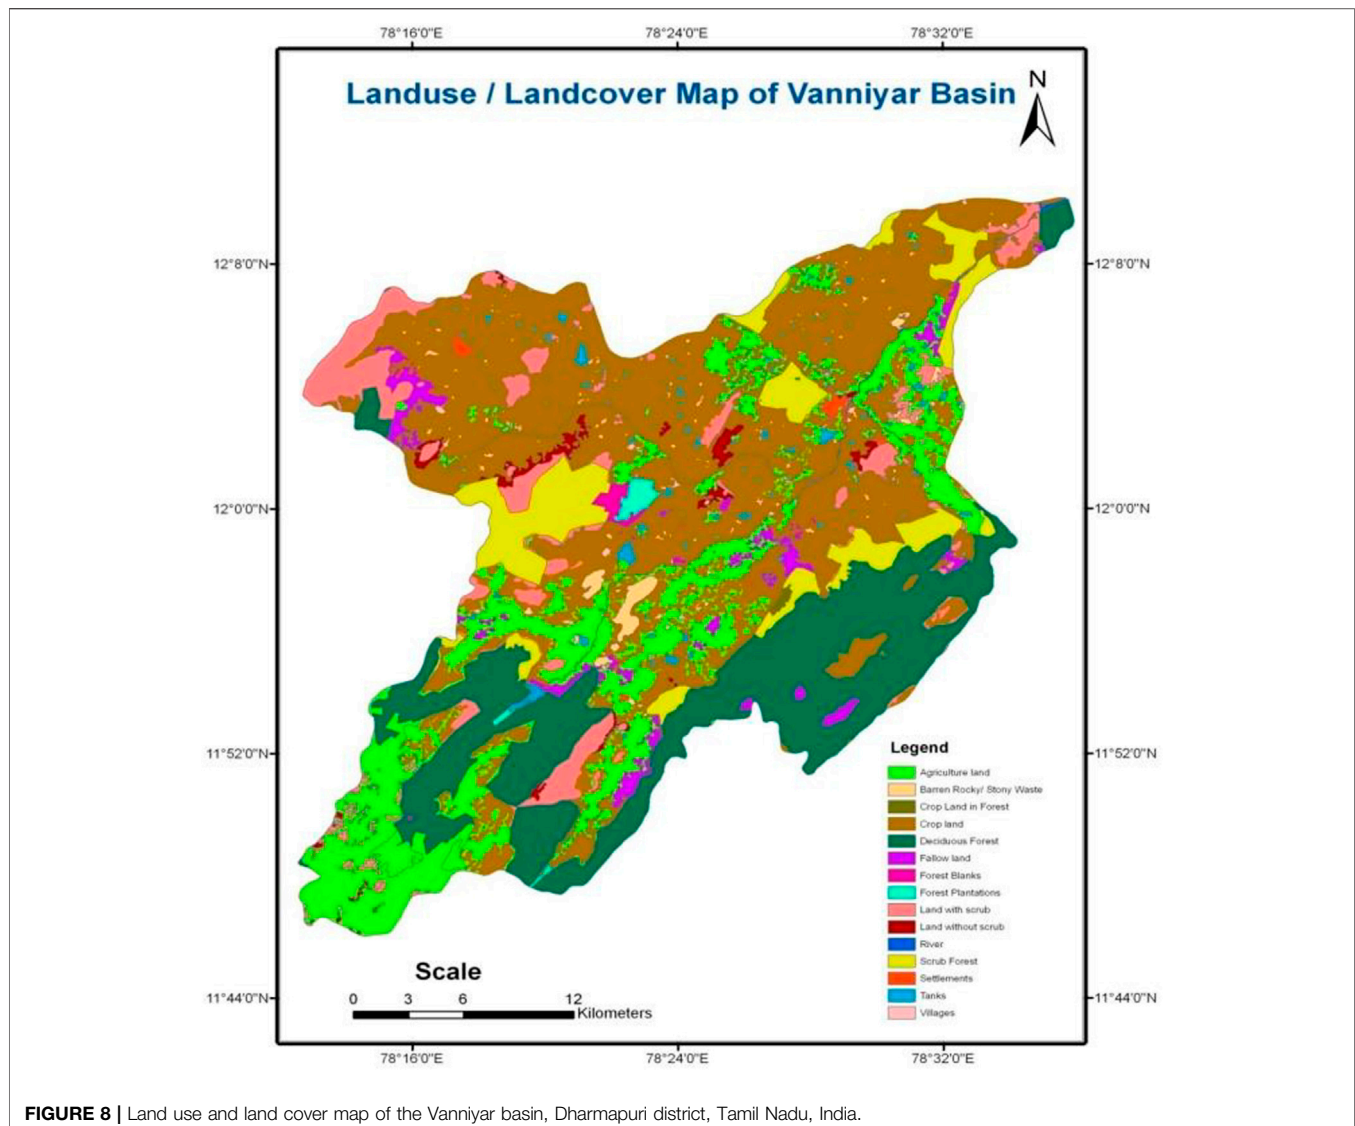 78°16'0"E 78°24'0"E 78°32'0"E
Landuse / Landcover Map of Vanniyar Basin
N
12°8'0"N 12°8'0"N
12°0'0"N 12°0'0"N
11°52'0"N 11°52'0"N
Legend
Agriculture land
Barren Rocky/ Stony Waste
Crop Land in Forest
Crop land
Deciduous Forest
Fallow land
Forest Blanks
Forest Plantations
Land with scrub
Land without scrub
River
Scrub Forest
Settlements
Tanks
Villages
Scale
0 3 6 12
Kilometers
11°44'0"N 11°44'0"N
78°16'0"E 78°24'0"E 78°32'0"E
FIGURE 8 | Land use and land cover map of the Vanniyar basin, Dharmapuri district, Tamil Nadu, India.